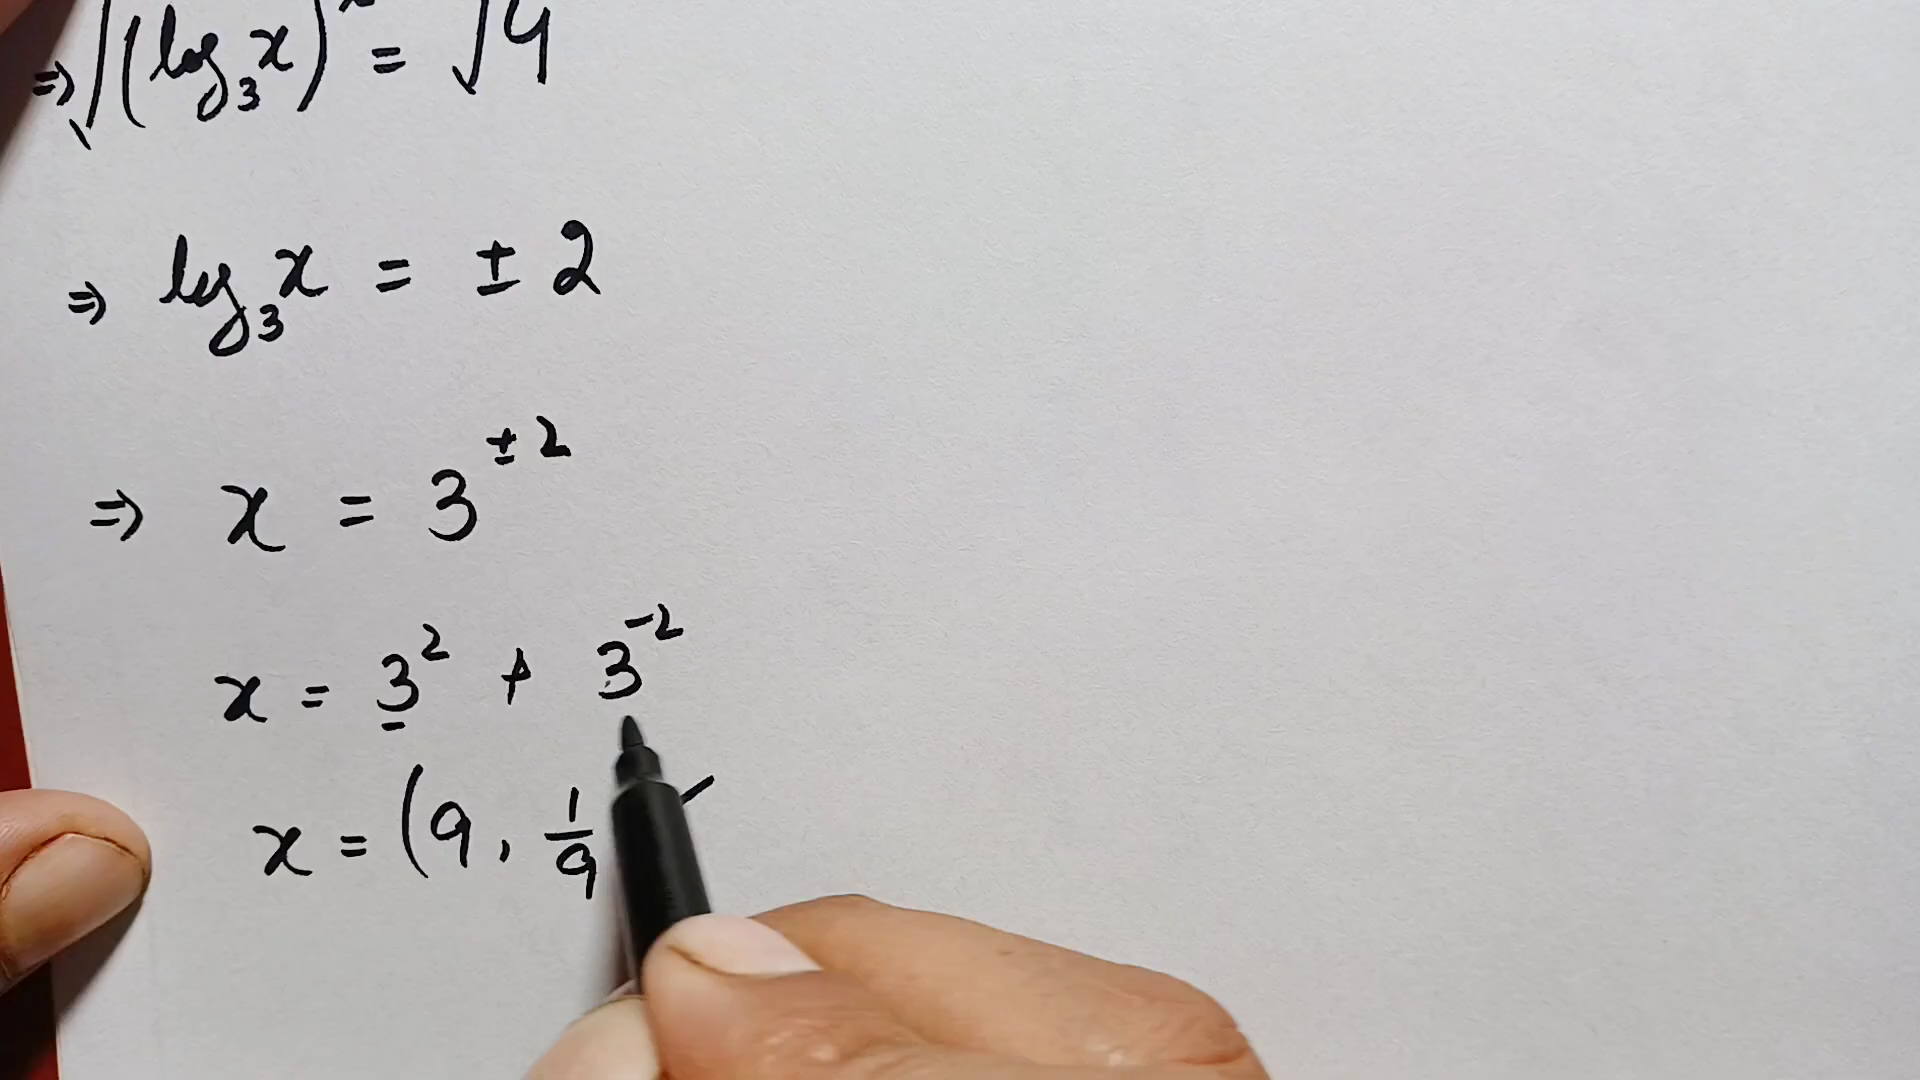 ⇒ √(log₃x)² = √4
⇒ log₃x = ± 2
⇒ x = 3^±2
x = 3² + 3⁻²
x = (9, 1/9